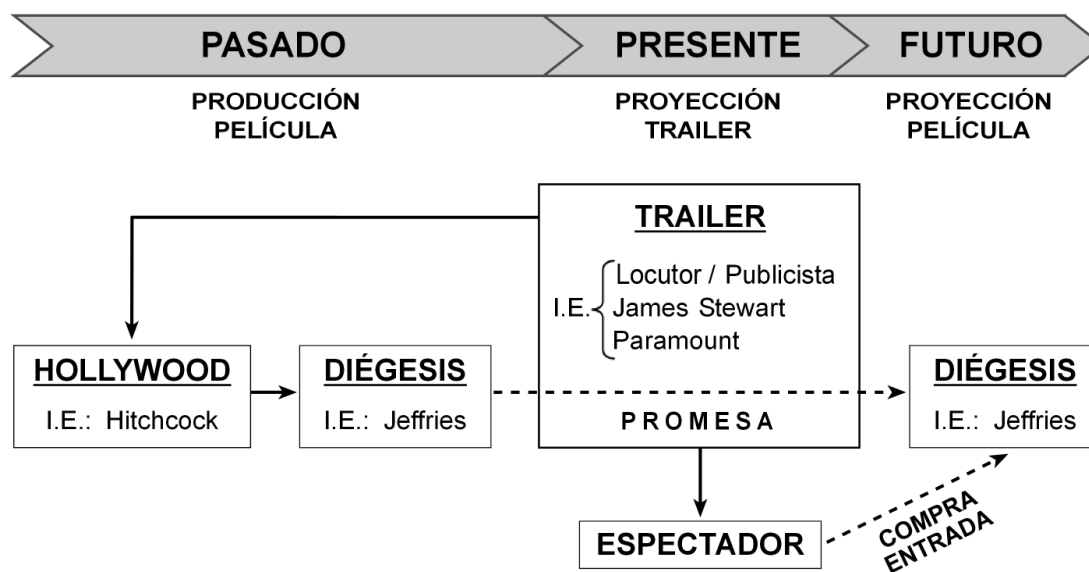 PASADO
PRESENTE
FUTURO
PRODUCCIÓN
PELÍCULA
PROYECCIÓN
TRAILER
PROYECCIÓN
PELÍCULA
TRAILER
Locutor / Publicista
I.E. James Stewart
Paramount
HOLLYWOOD
I.E.: Hitchcock
DIÉGESIS
I.E.: Jeffries
PROMESA
DIÉGESIS
I.E.: Jeffries
ESPECTADOR
COMPRA
ENTRADA